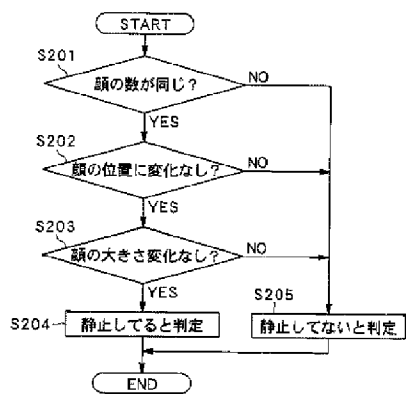 START
S201
顔の数が同じ?
NO
YES
S202
顔の位置に変化なし?
NO
YES
S203
顔の大きさ変化なし?
NO
YES
S204
静止してると判定
S205
静止してないと判定
END